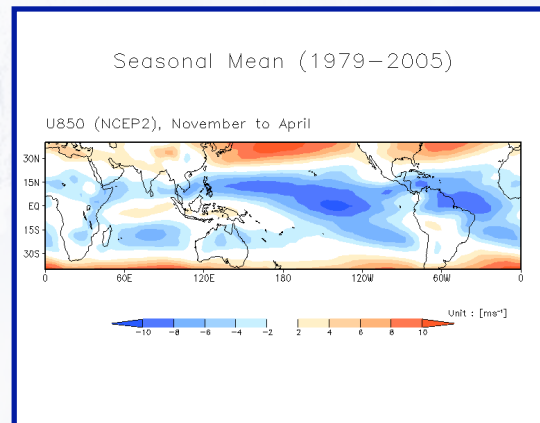 Seasonal Mean (1979−2005)
U850 (NCEP2), November to April
30N
15N
EQ
15S
30S
0 60E 120E 180 120W 60W 0
Unit : [ms⁻¹]
−10 −8 −6 −4 −2 2 4 6 8 10